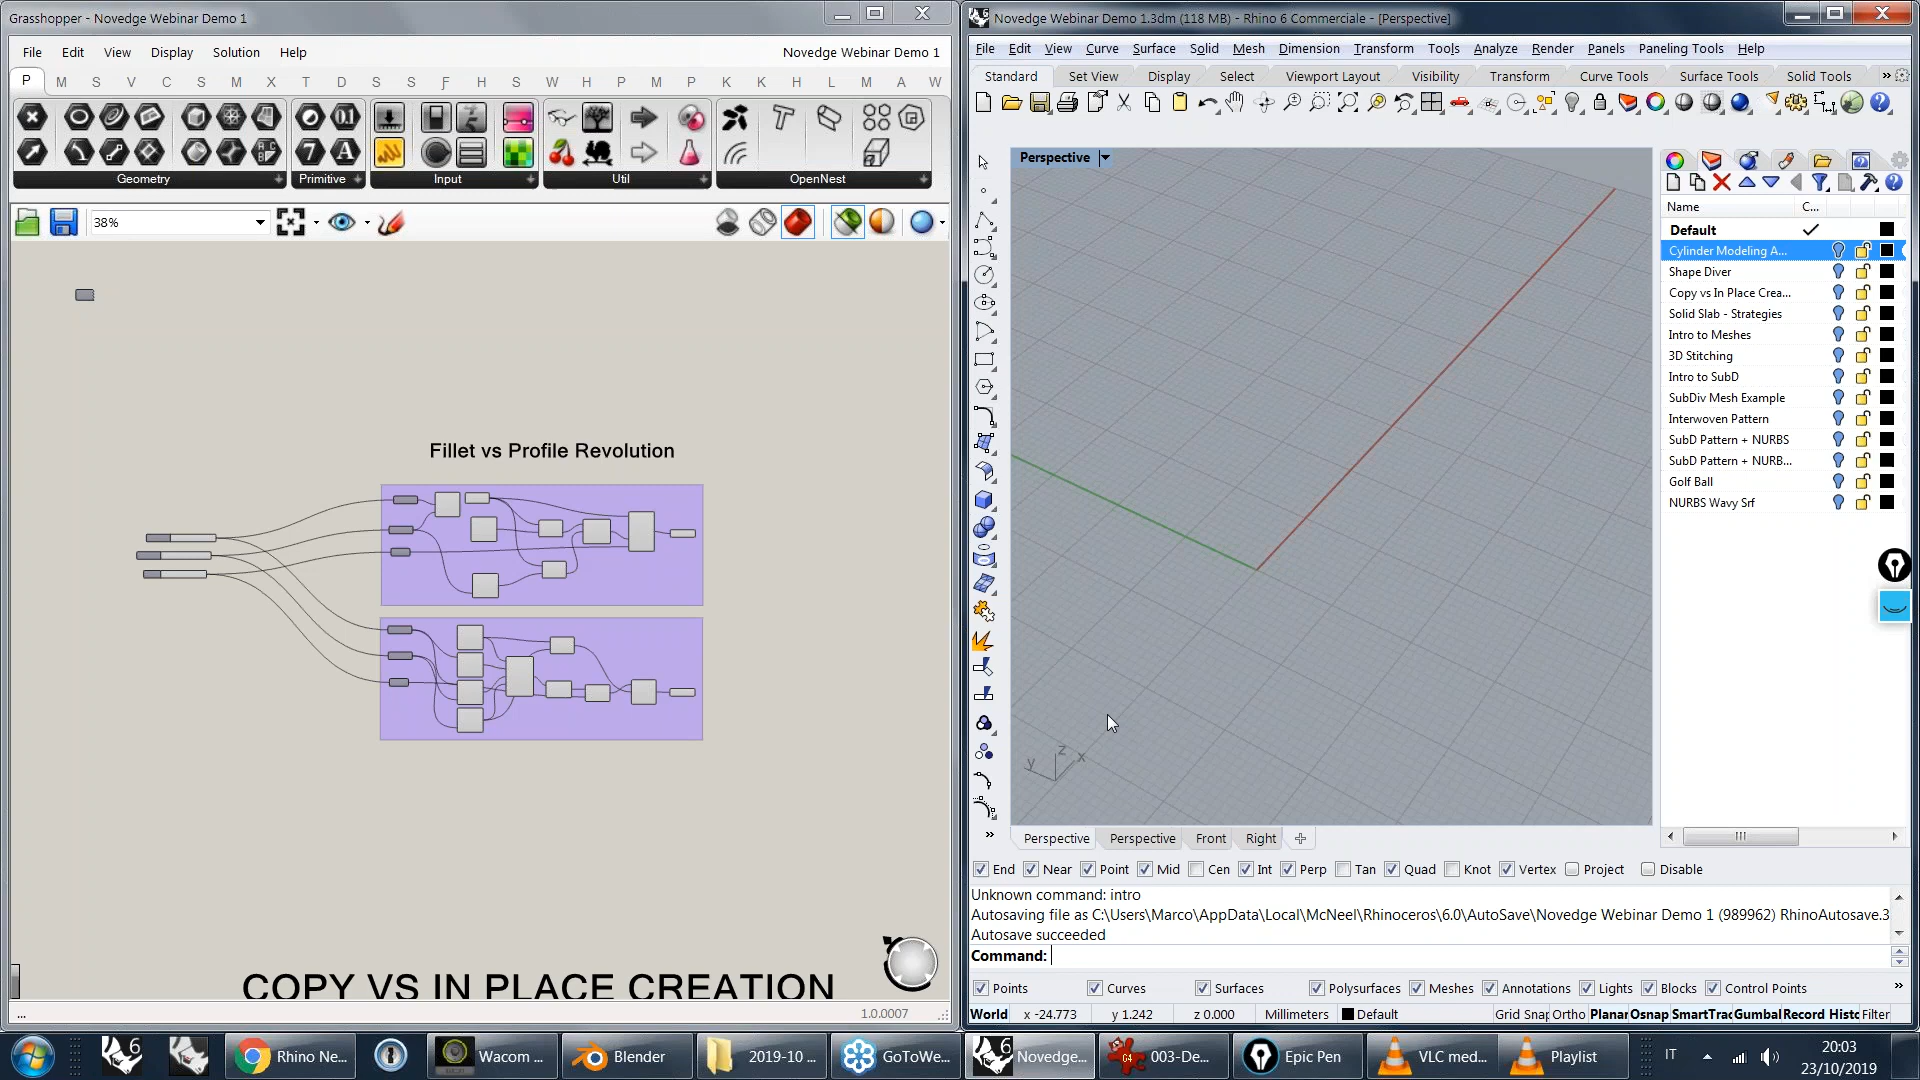 Grasshopper - Novedge Webinar Demo 1
File Edit View Display Solution Help
Novedge Webinar Demo 1
P M S V C S M X T D S S H S W H P M P K K H L M A W
Geometry
Primitive
Input
Util
OpenNest
38%
Fillet vs Profile Revolution
COPY VS IN PLACE CREATION
...
1.0.0007
Novedge Webinar Demo 1.3dm (118 MB) - Rhino 6 Commerciale - [Perspective]
File Edit View Curve Surface Solid Mesh Dimension Transform Tools Analyze Render Panels Paneling Tools Help
Standard Set View Display Select Viewport Layout Visibility Transform Curve Tools Surface Tools Solid Tools »
Perspective
z
y x
Name C...
Default
Cylinder Modeling A...
Shape Diver
Copy vs In Place Crea...
Solid Slab - Strategies
Intro to Meshes
3D Stitching
Intro to SubD
SubDiv Mesh Example
Interwoven Pattern
SubD Pattern + NURBS
SubD Pattern + NURB...
Golf Ball
NURBS Wavy Srf
Perspective Perspective Front Right
End Near Point Mid Cen Int Perp Tan Quad Knot Vertex Project Disable
Unknown command: intro
Autosaving file as C:\Users\Marco\AppData\Local\McNeel\Rhinoceros\6.0\AutoSave\Novedge Webinar Demo 1 (989962) RhinoAutosave.3
Autosave succeeded
Command:
Points Curves Surfaces Polysurfaces Meshes Annotations Lights Blocks Control Points »
World x -24.773 y 1.242 z 0.000 Millimeters Default Grid Snap Ortho Planar Osnap SmartTrac Gumbal Record Histo Filter
Rhino Ne... Wacom ... Blender 2019-10 ... GoToWe... Novedge... 003-De... Epic Pen VLC med... Playlist IT
20:03
23/10/2019